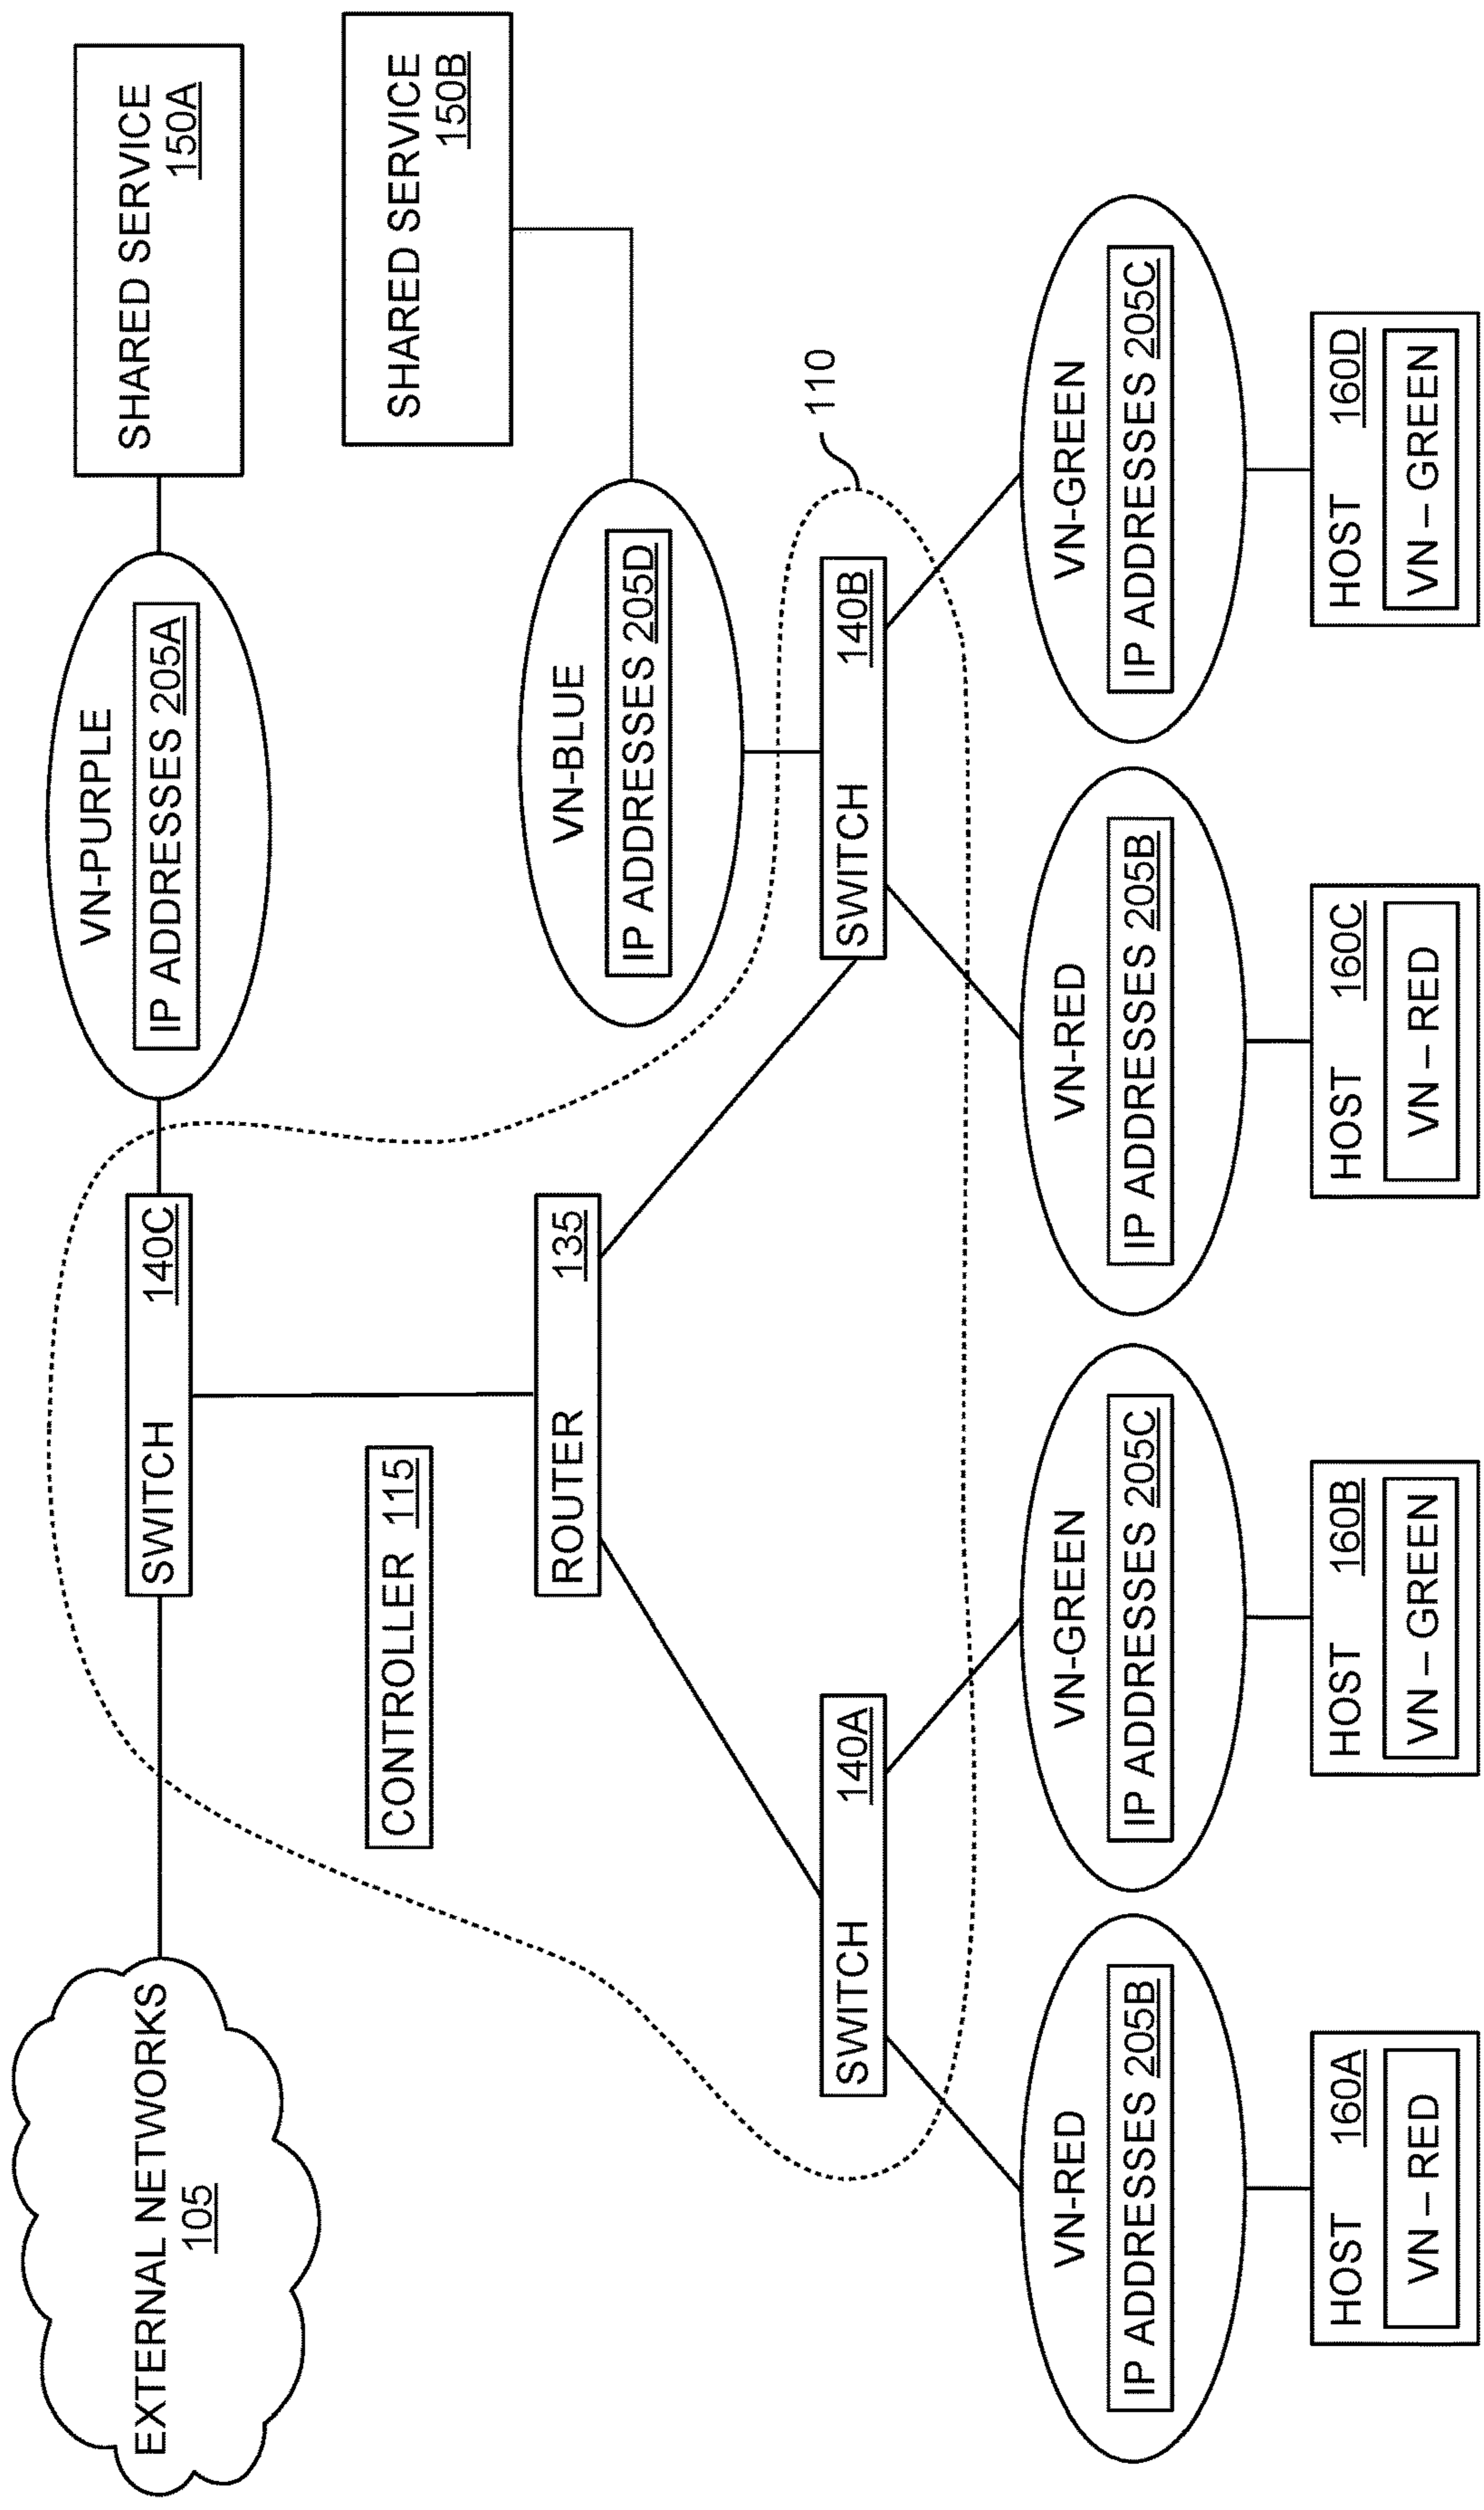 EXTERNAL NETWORKS
105
SWITCH 140C
VN-PURPLE
IP ADDRESSES 205A
SHARED SERVICE
150A
CONTROLLER 115
SHARED SERVICE
150B
ROUTER 135
VN-BLUE
IP ADDRESSES 205D
110
SWITCH 140A
SWITCH 140B
VN-RED
IP ADDRESSES 205B
VN-GREEN
IP ADDRESSES 205C
VN-RED
IP ADDRESSES 205B
VN-GREEN
IP ADDRESSES 205C
HOST 160A
VN – RED
HOST 160B
VN – GREEN
HOST 160C
VN – RED
HOST 160D
VN – GREEN